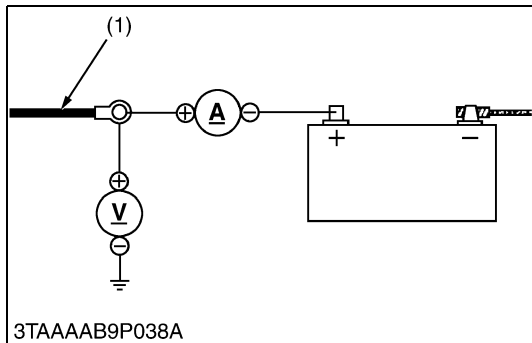 (1)
+ A −
+ −
+
V
−
3TAAAAB9P038A